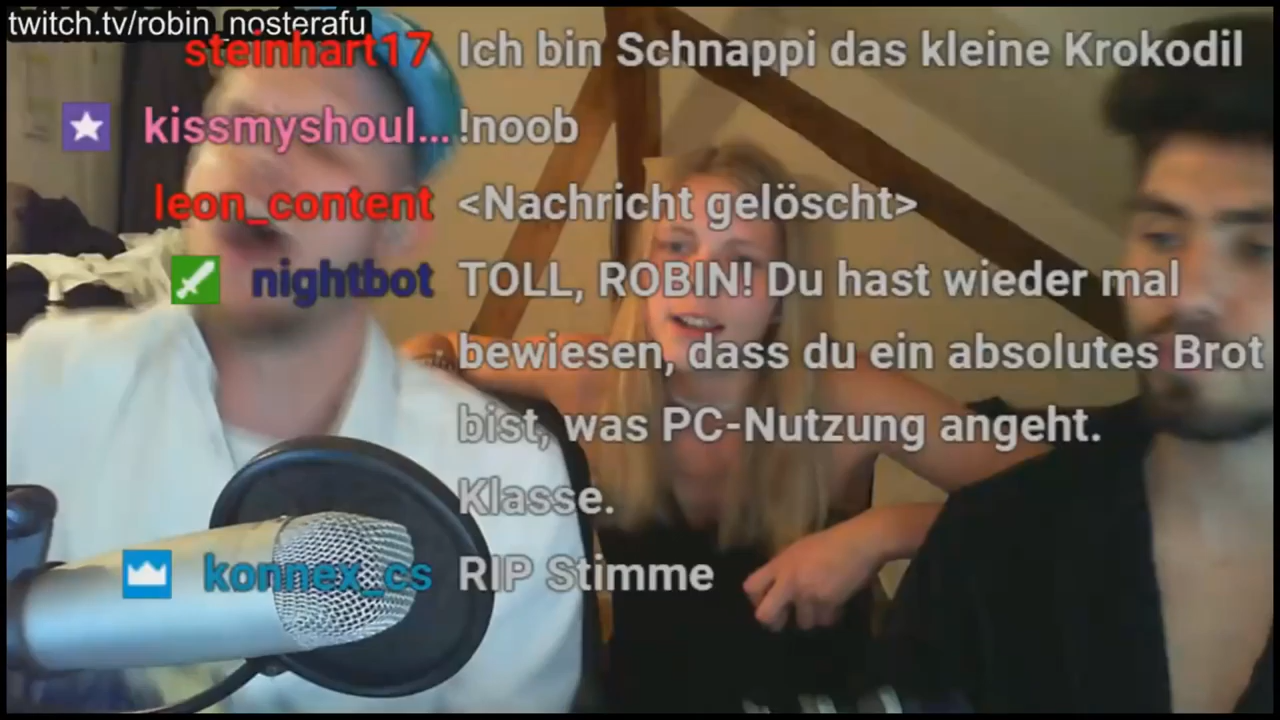 twitch.tv/robin_nosterafu
steinhart17 Ich bin Schnappi das kleine Krokodil
kissmyshoul... !noob
leon_content <Nachricht gelöscht>
nightbot TOLL, ROBIN! Du hast wieder mal
bewiesen, dass du ein absolutes Brot
bist, was PC-Nutzung angeht.
Klasse.
konnex_cs RIP Stimme